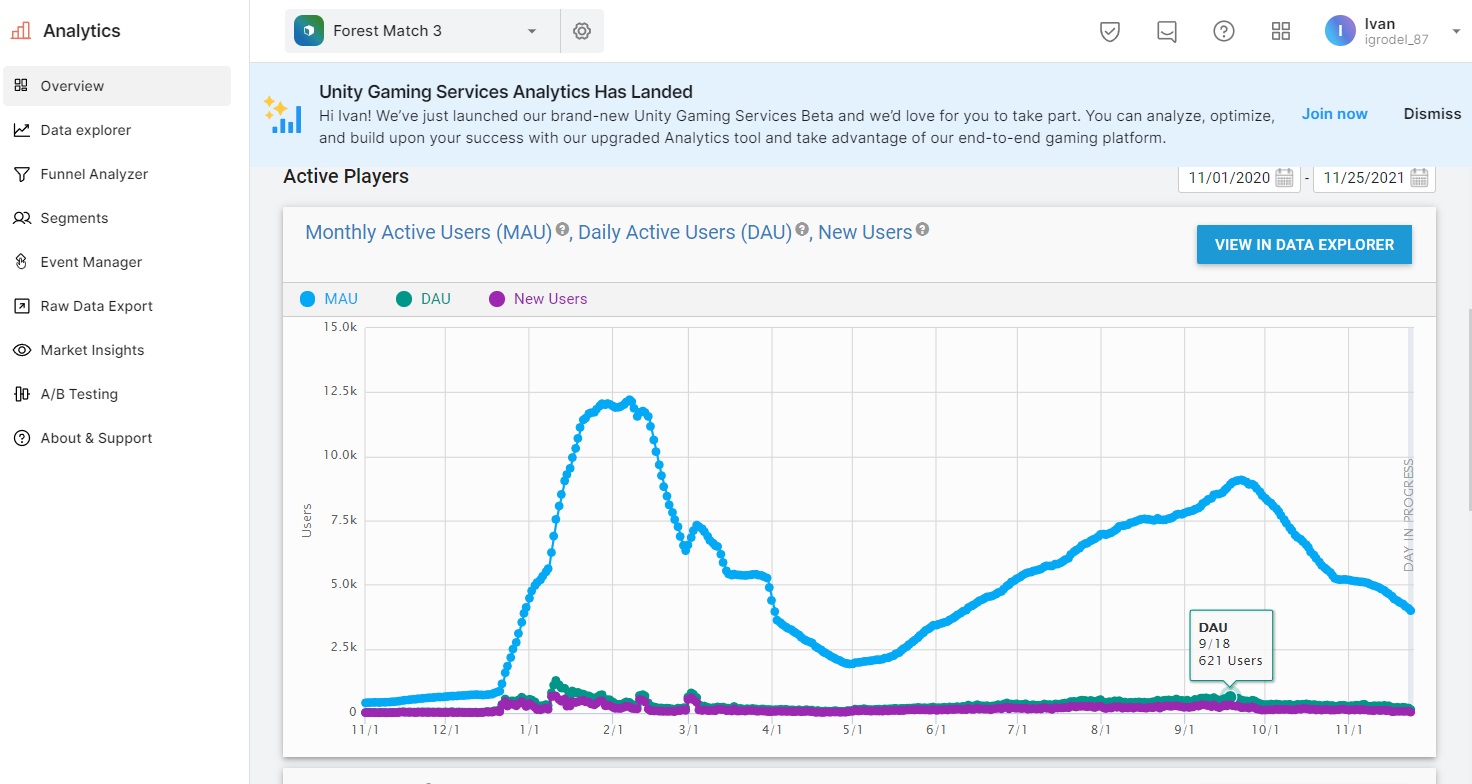 Analytics
Overview
Data explorer
Funnel Analyzer
Segments
Event Manager
Raw Data Export
Market Insights
A/B Testing
About & Support
Forest Match 3
I
Ivan
igrodel_87
Unity Gaming Services Analytics Has Landed
Hi Ivan! We've just launched our brand-new Unity Gaming Services Beta and we'd love for you to take part. You can analyze, optimize,
and build upon your success with our upgraded Analytics tool and take advantage of our end-to-end gaming platform.
Join now
Dismiss
Active Players
11/01/2020 - 11/25/2021
Monthly Active Users (MAU) ?, Daily Active Users (DAU) ?, New Users ?
VIEW IN DATA EXPLORER
MAU DAU New Users
Users
15.0k
12.5k
10.0k
7.5k
5.0k
2.5k
0
DAY IN PROGRESS
DAU
9/18
621 Users
11/1 12/1 1/1 2/1 3/1 4/1 5/1 6/1 7/1 8/1 9/1 10/1 11/1